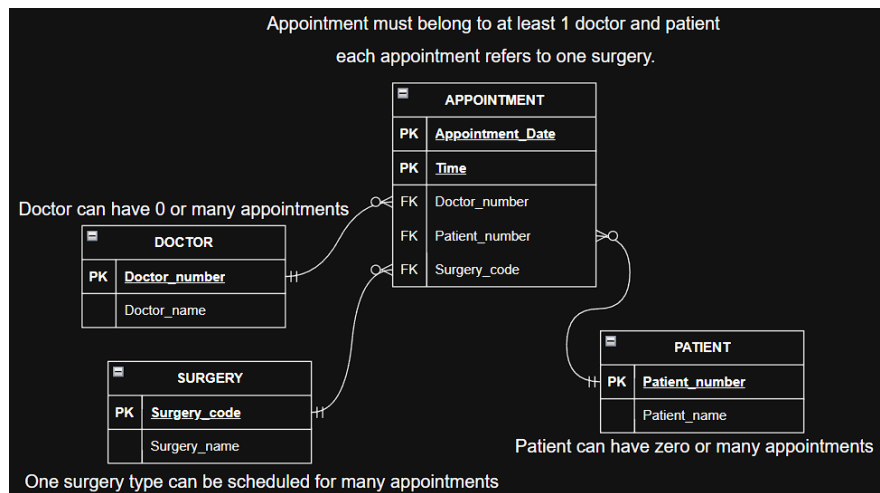 Appointment must belong to at least 1 doctor and patient
each appointment refers to one surgery.
APPOINTMENT
PK Appointment_Date
PK Time
FK Doctor_number
FK Patient_number
FK Surgery_code
Doctor can have 0 or many appointments
DOCTOR
PK Doctor_number
Doctor_name
SURGERY
PK Surgery_code
Surgery_name
One surgery type can be scheduled for many appointments
PATIENT
PK Patient_number
Patient_name
Patient can have zero or many appointments